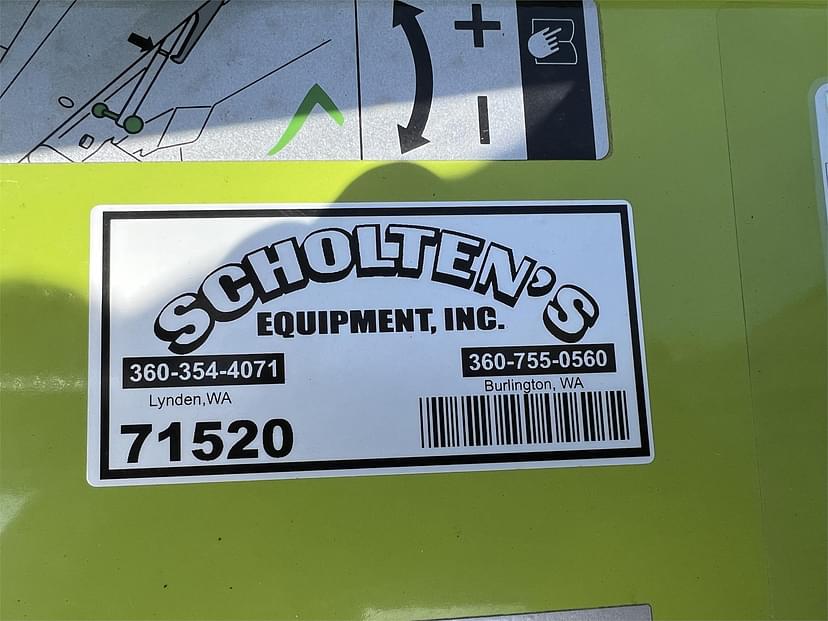 +
−
SCHOLTEN'S
EQUIPMENT, INC.
360-354-4071
360-755-0560
Lynden,WA
Burlington, WA
71520